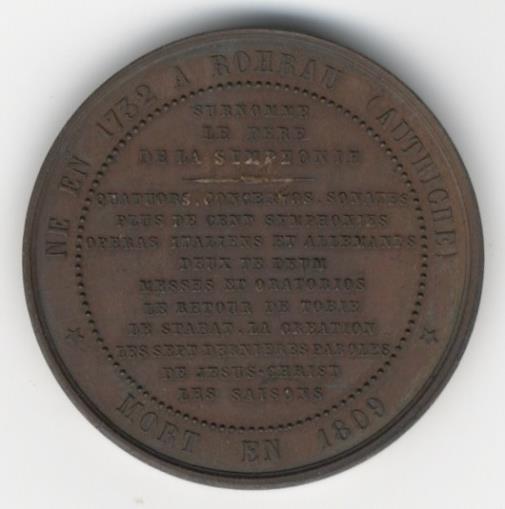 NE EN 1732 A ROHRAU (AUTRICHE)
SURNOMME
LE PERE
DE LA SIMPHONIE
QUATUORS. CONCERTOS. SONATES
PLUS DE CENT SYMPHONIES
OPERAS ITALIENS ET ALLEMANDS
DEUX TE DEUM
MESSES ET ORATORIOS
LE RETOUR DE TOBIE
LE STABAT. LA CREATION
LES SEPT DERNIERES PAROLES
DE JESUS-CHRIST
LES SAISONS
MORT EN 1809